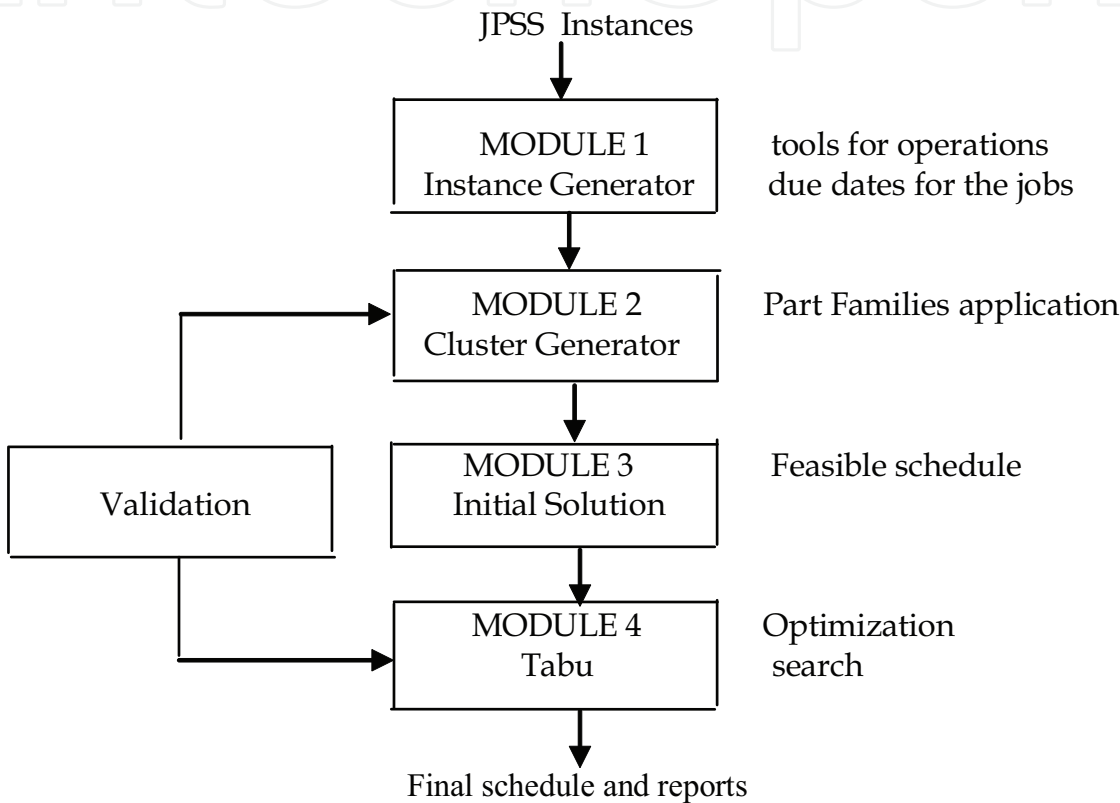 JPSS Instances
MODULE 1
Instance Generator
tools for operations
due dates for the jobs
MODULE 2
Cluster Generator
Part Families application
Validation
MODULE 3
Initial Solution
Feasible schedule
MODULE 4
Tabu
Optimization
search
Final schedule and reports